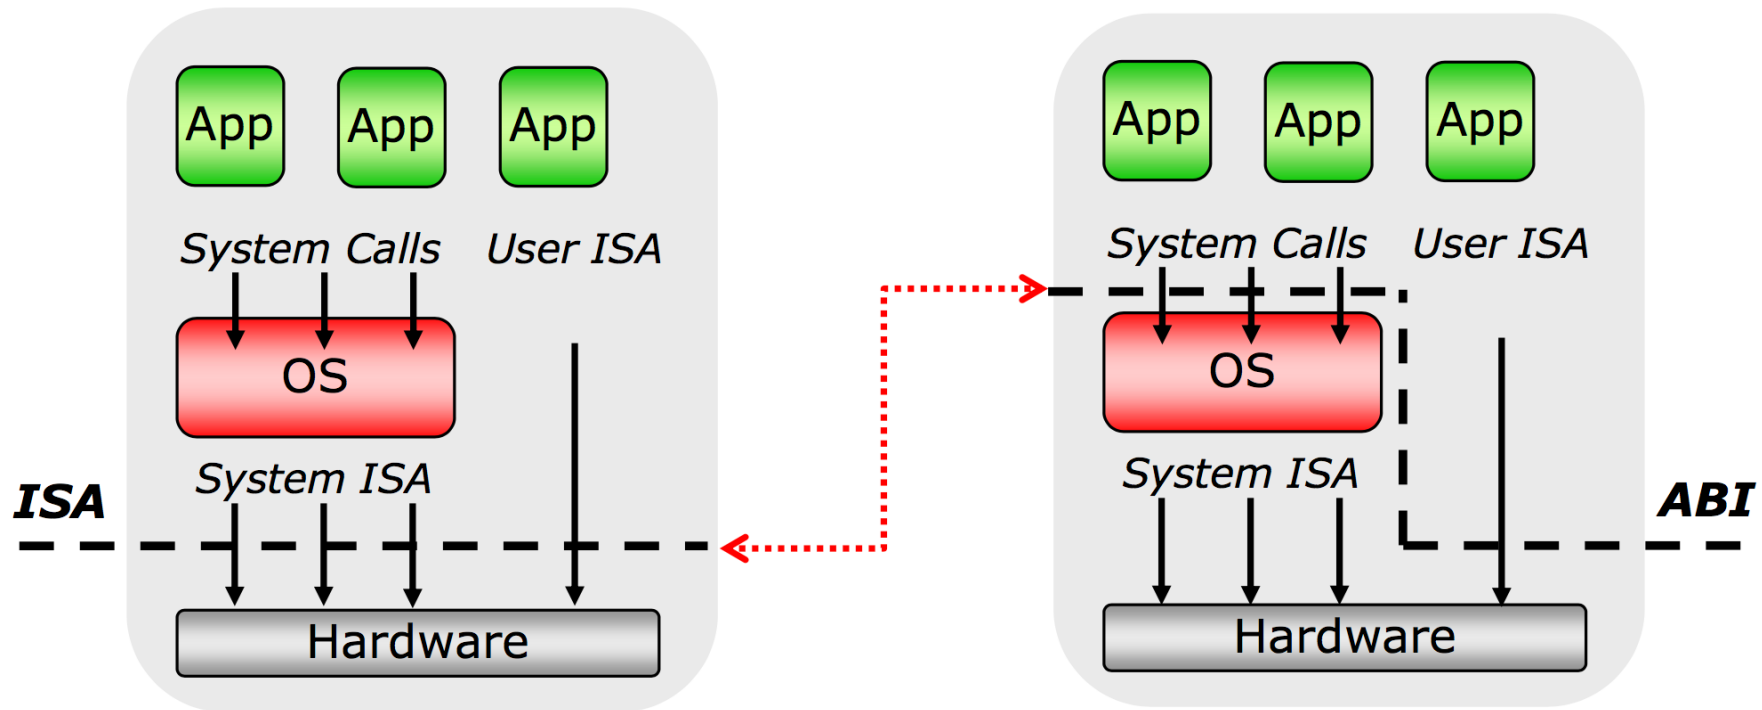 App App App
System Calls User ISA
OS
System ISA
ISA
Hardware
App App App
System Calls User ISA
OS
System ISA
ABI
Hardware